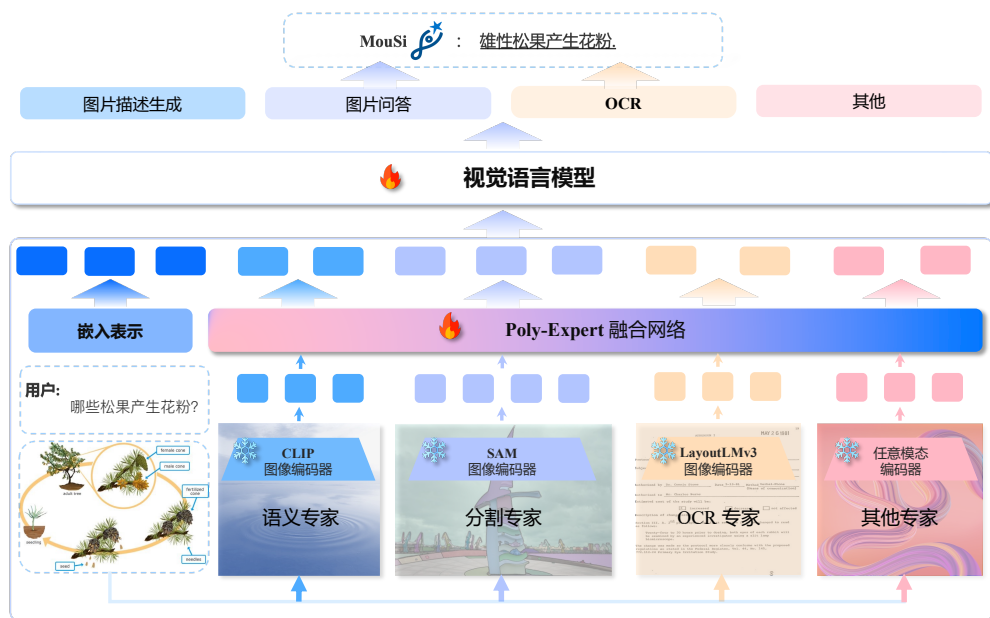 MouSi : 雄性松果产生花粉.
图片描述生成
图片问答
OCR
其他
视觉语言模型
嵌入表示
Poly-Expert 融合网络
用户:
哪些松果产生花粉?
female cone
male cone
adult tree
fertilized
cone
seedling
needles
seed
CLIP
图像编码器
语义专家
SAM
图像编码器
分割专家
MAY 2 6 1995
LayoutLMv3
图像编码器
OCR 专家
任意模态
编码器
其他专家